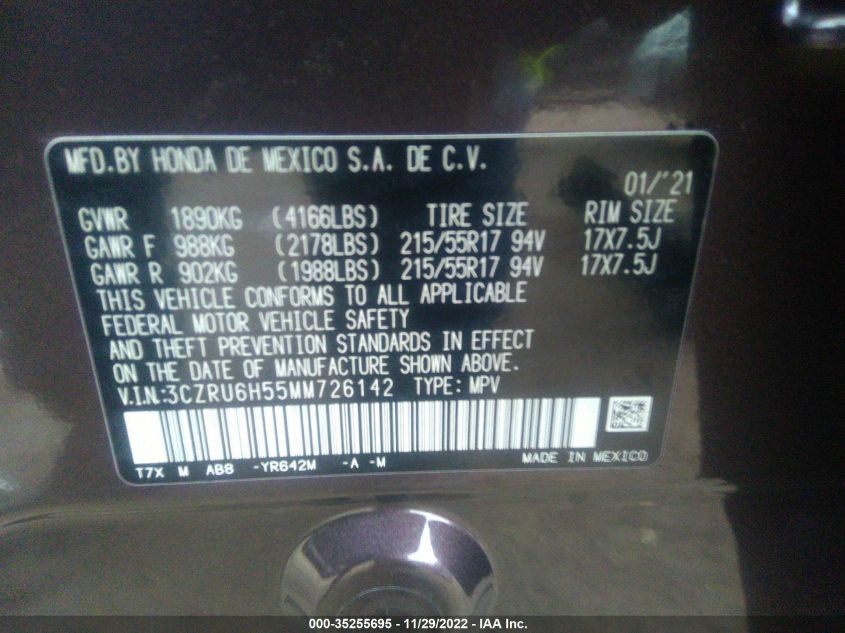 MFD.BY HONDA DE MEXICO S.A. DE C.V.
01/'21
GVWR 1890KG (4166LBS) TIRE SIZE RIM SIZE
GAWR F 988KG (2178LBS) 215/55R17 94V 17X7.5J
GAWR R 902KG (1988LBS) 215/55R17 94V 17X7.5J
THIS VEHICLE CONFORMS TO ALL APPLICABLE
FEDERAL MOTOR VEHICLE SAFETY
AND THEFT PREVENTION STANDARDS IN EFFECT
ON THE DATE OF MANUFACTURE SHOWN ABOVE.
V.I.N.:3CZRU6H55MM726142 TYPE: MPV
T7X M AB8 -YR642M -A -M MADE IN MEXICO
000-35255695 - 11/29/2022 - IAA Inc.